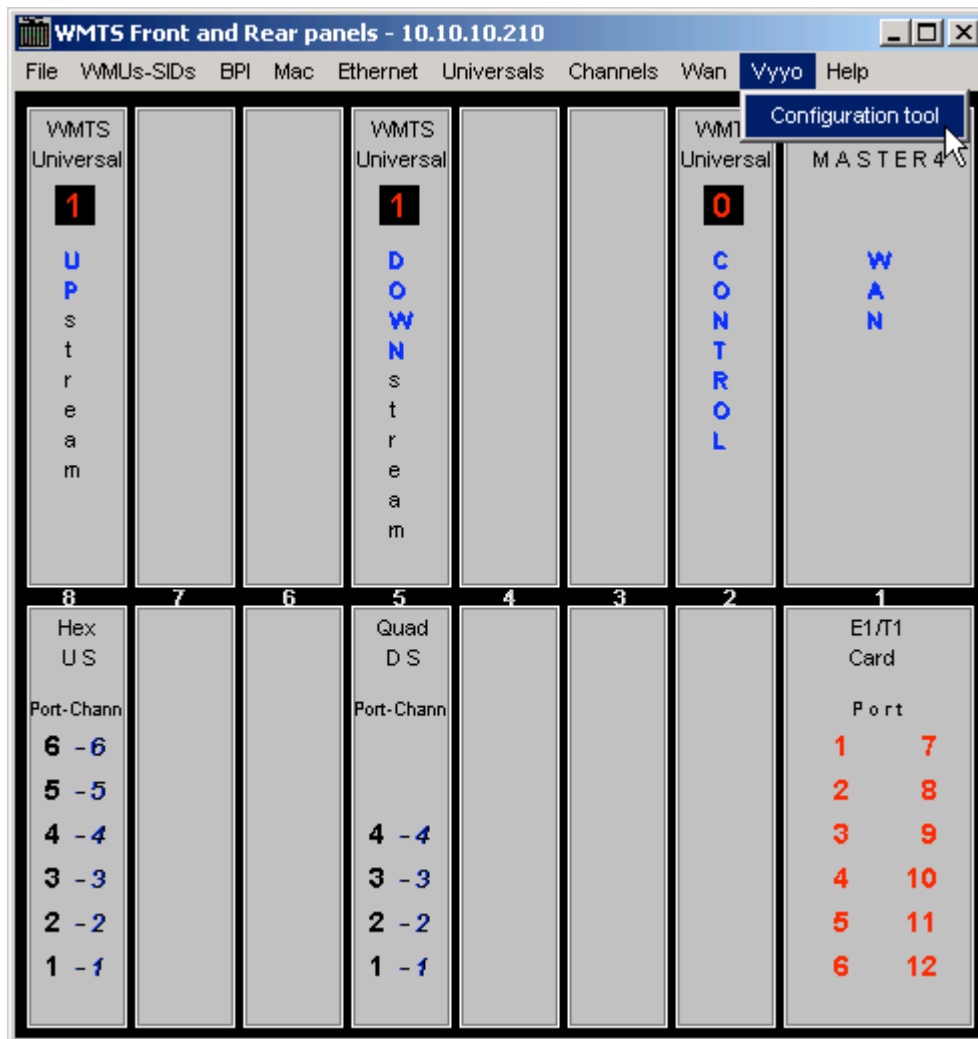 WMTS Front and Rear panels - 10.10.10.210
File WMUs-SIDs BPI Mac Ethernet Universals Channels Wan Vyyo Help
Configuration tool
WMTS
Universal
1
UPstream
WMTS
Universal
1
DOWNstream
WMT
Universal
0
CONTROL
MASTER4
WAN
8 7 6 5 4 3 2 1
Hex
US
Port-Chann
6 -6
5 -5
4 -4
3 -3
2 -2
1 -1
Quad
DS
Port-Chann
4 -4
3 -3
2 -2
1 -1
E1/T1
Card
Port
1 7
2 8
3 9
4 10
5 11
6 12